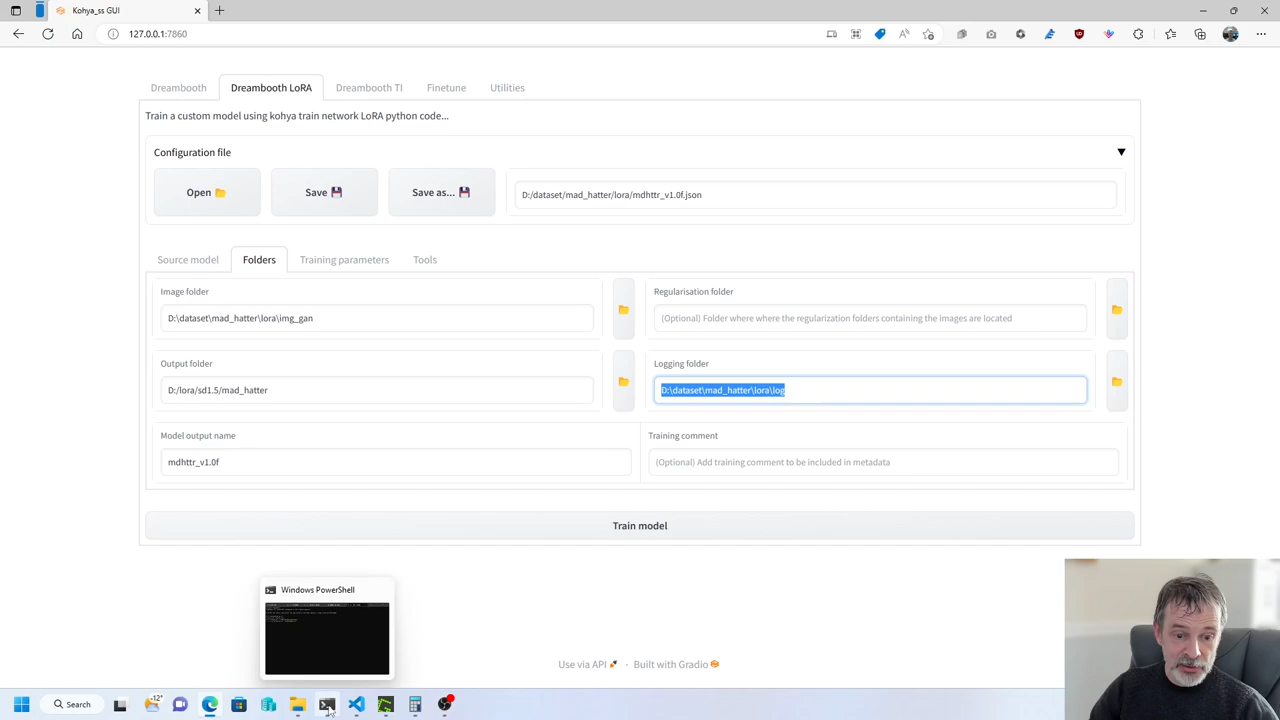 Kohya_ss GUI
127.0.0.1:7860
Dreambooth
Dreambooth LoRA
Dreambooth TI
Finetune
Utilities
Train a custom model using kohya train network LoRA python code...
Configuration file
▼
Open 📂
Save 💾
Save as... 💾
D:/dataset/mad_hatter/lora/mdhttr_v1.0f.json
Source model
Folders
Training parameters
Tools
Image folder
D:\dataset\mad_hatter\lora\img_gan
Regularisation folder
(Optional) Folder where where the regularization folders containing the images are located
Output folder
D:/lora/sd1.5/mad_hatter
Logging folder
D:\dataset\mad_hatter\lora\log
Model output name
mdhttr_v1.0f
Training comment
(Optional) Add training comment to be included in metadata
Train model
Windows PowerShell
Use via API 🚀 · Built with Gradio
Search
-12°